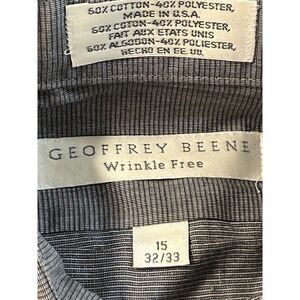 60% COTTON-40% POLYESTER,
MADE IN U.S.A.
60% COTON-40% POLYESTER,
FAIT AUX ETATS UNIS
60% ALGODON-40% POLIESTER,
HECHO EN EE. UU.
GEOFFREY BEENE
Wrinkle Free
15
32/33